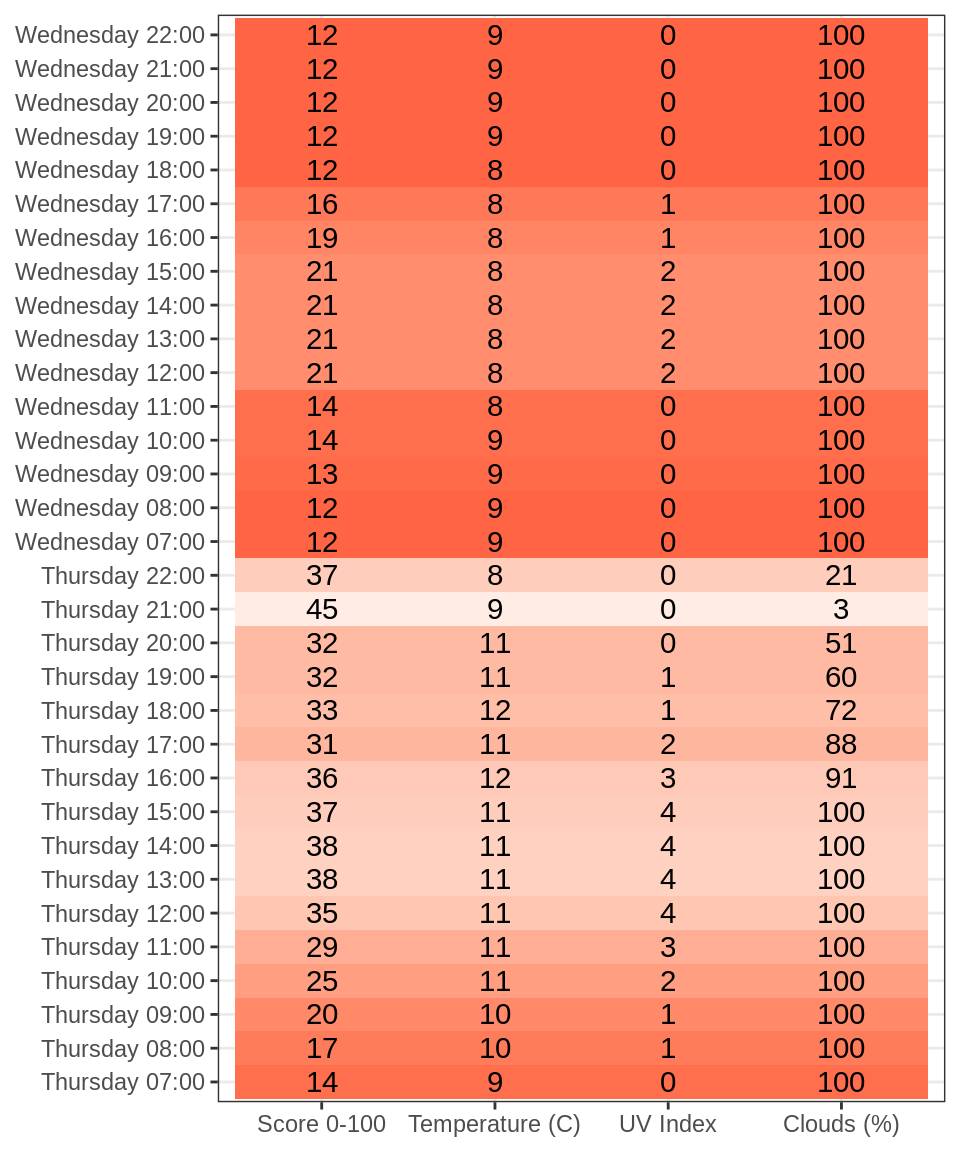 Wednesday 22:00 12 9 0 100
Wednesday 21:00 12 9 0 100
Wednesday 20:00 12 9 0 100
Wednesday 19:00 12 9 0 100
Wednesday 18:00 12 8 0 100
Wednesday 17:00 16 8 1 100
Wednesday 16:00 19 8 1 100
Wednesday 15:00 21 8 2 100
Wednesday 14:00 21 8 2 100
Wednesday 13:00 21 8 2 100
Wednesday 12:00 21 8 2 100
Wednesday 11:00 14 8 0 100
Wednesday 10:00 14 9 0 100
Wednesday 09:00 13 9 0 100
Wednesday 08:00 12 9 0 100
Wednesday 07:00 12 9 0 100
Thursday 22:00 37 8 0 21
Thursday 21:00 45 9 0 3
Thursday 20:00 32 11 0 51
Thursday 19:00 32 11 1 60
Thursday 18:00 33 12 1 72
Thursday 17:00 31 11 2 88
Thursday 16:00 36 12 3 91
Thursday 15:00 37 11 4 100
Thursday 14:00 38 11 4 100
Thursday 13:00 38 11 4 100
Thursday 12:00 35 11 4 100
Thursday 11:00 29 11 3 100
Thursday 10:00 25 11 2 100
Thursday 09:00 20 10 1 100
Thursday 08:00 17 10 1 100
Thursday 07:00 14 9 0 100
Score 0-100 Temperature (C) UV Index Clouds (%)